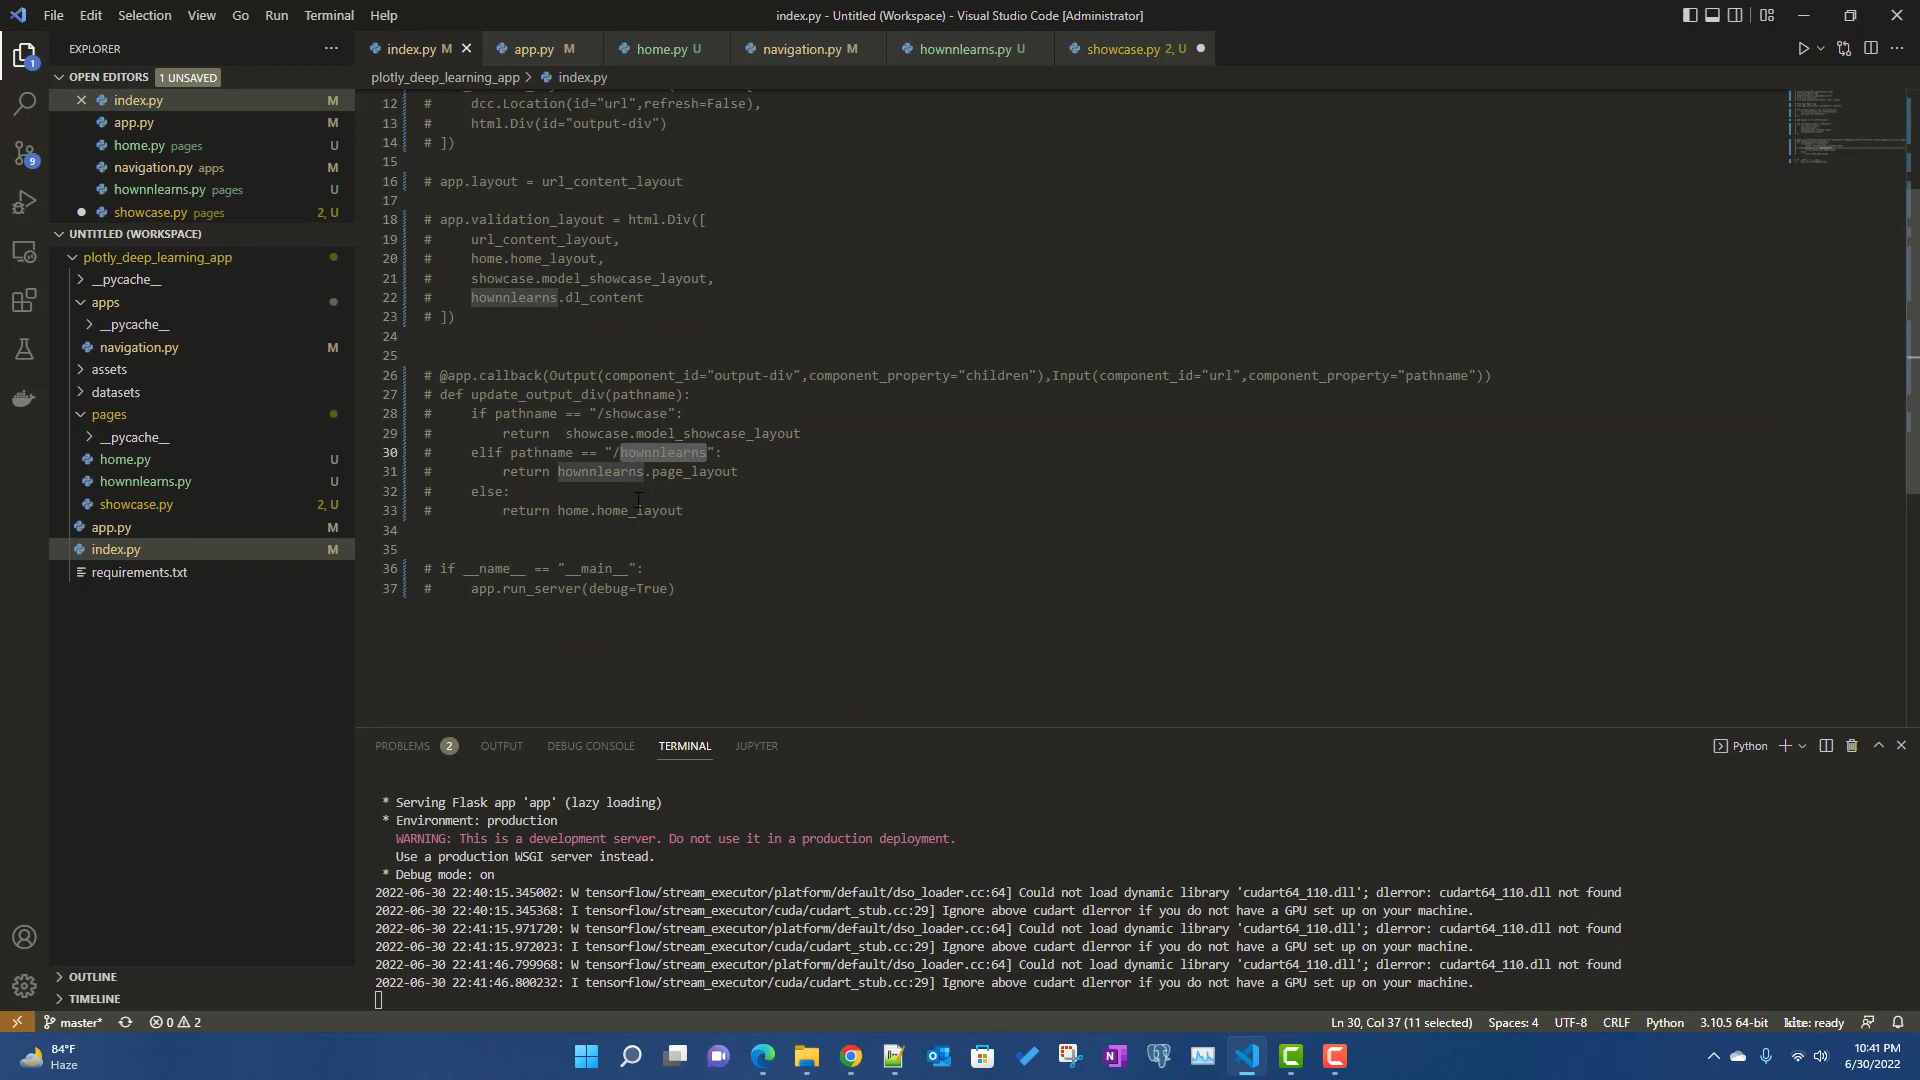 File Edit Selection View Go Run Terminal Help
index.py - Untitled (Workspace) - Visual Studio Code [Administrator]
EXPLORER
OPEN EDITORS 1 UNSAVED
index.py M
app.py M
home.py pages U
navigation.py apps M
hownnlearns.py pages U
showcase.py pages 2, U
UNTITLED (WORKSPACE)
plotly_deep_learning_app
__pycache__
apps
__pycache__
navigation.py M
assets
datasets
pages
__pycache__
home.py U
hownnlearns.py U
showcase.py 2, U
app.py M
index.py M
requirements.txt
OUTLINE
TIMELINE
index.py M app.py M home.py U navigation.py M hownnlearns.py U showcase.py 2, U
plotly_deep_learning_app > index.py
12 # dcc.Location(id="url",refresh=False),
13 # html.Div(id="output-div")
14 # ])
15
16 # app.layout = url_content_layout
17
18 # app.validation_layout = html.Div([
19 # url_content_layout,
20 # home.home_layout,
21 # showcase.model_showcase_layout,
22 # hownnlearns.dl_content
23 # ])
24
25
26 # @app.callback(Output(component_id="output-div",component_property="children"),Input(component_id="url",component_property="pathname"))
27 # def update_output_div(pathname):
28 # if pathname == "/showcase":
29 # return  showcase.model_showcase_layout
30 # elif pathname == "/hownnlearns":
31 # return hownnlearns.page_layout
32 # else:
33 # return home.home_layout
34
35
36 # if __name__ == "__main__":
37 # app.run_server(debug=True)
PROBLEMS 2 OUTPUT DEBUG CONSOLE TERMINAL JUPYTER
Python
* Serving Flask app 'app' (lazy loading)
* Environment: production
WARNING: This is a development server. Do not use it in a production deployment.
Use a production WSGI server instead.
* Debug mode: on
2022-06-30 22:40:15.345002: W tensorflow/stream_executor/platform/default/dso_loader.cc:64] Could not load dynamic library 'cudart64_110.dll'; dlerror: cudart64_110.dll not found
2022-06-30 22:40:15.345368: I tensorflow/stream_executor/cuda/cudart_stub.cc:29] Ignore above cudart dlerror if you do not have a GPU set up on your machine.
2022-06-30 22:41:15.971720: W tensorflow/stream_executor/platform/default/dso_loader.cc:64] Could not load dynamic library 'cudart64_110.dll'; dlerror: cudart64_110.dll not found
2022-06-30 22:41:15.972023: I tensorflow/stream_executor/cuda/cudart_stub.cc:29] Ignore above cudart dlerror if you do not have a GPU set up on your machine.
2022-06-30 22:41:46.799968: W tensorflow/stream_executor/platform/default/dso_loader.cc:64] Could not load dynamic library 'cudart64_110.dll'; dlerror: cudart64_110.dll not found
2022-06-30 22:41:46.800232: I tensorflow/stream_executor/cuda/cudart_stub.cc:29] Ignore above cudart dlerror if you do not have a GPU set up on your machine.
master* 0 2
Ln 30, Col 37 (11 selected) Spaces: 4 UTF-8 CRLF Python 3.10.5 64-bit kite: ready
84°F
Haze
10:41 PM
6/30/2022
1
9